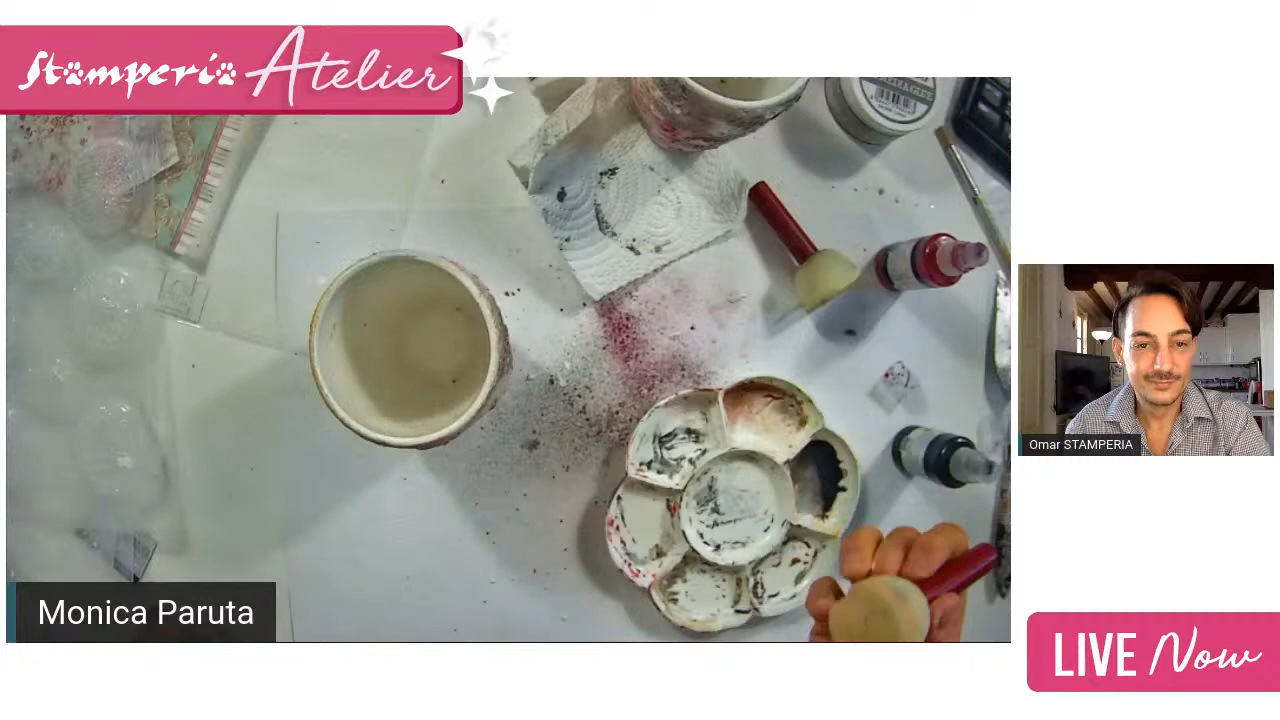 Stamperia Atelier
Omar STAMPERIA
Monica Paruta
LIVE Now